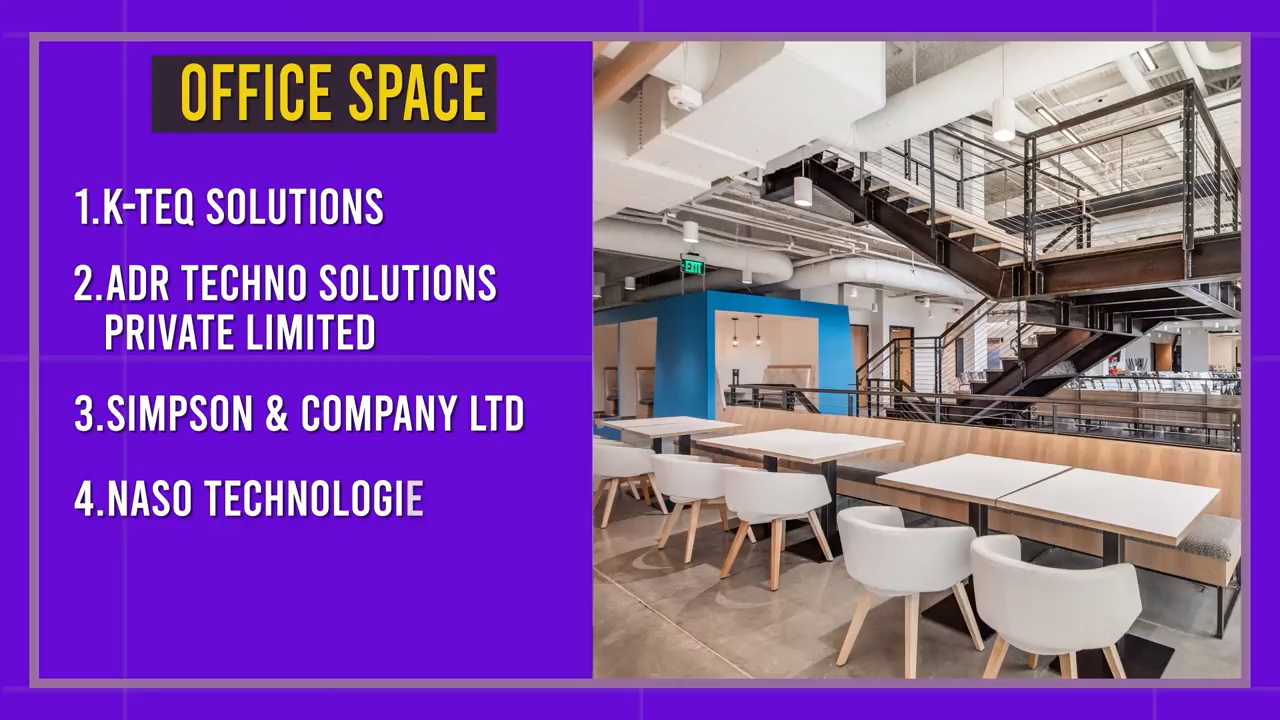 OFFICE SPACE
1.K-TEQ SOLUTIONS
2.ADR TECHNO SOLUTIONS
PRIVATE LIMITED
3.SIMPSON & COMPANY LTD
4.NASO TECHNOLOGIE
EXIT